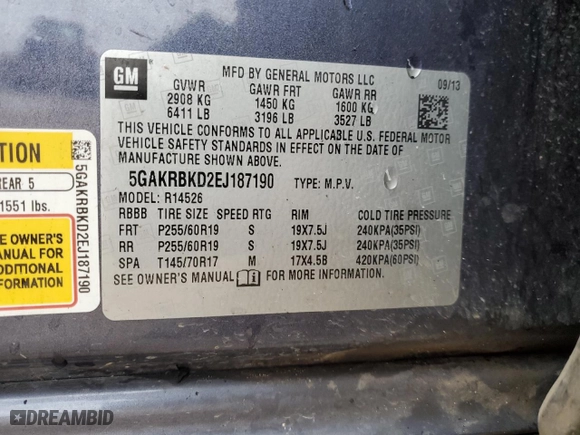 GM
MFD BY GENERAL MOTORS LLC
09/13
GVWR GAWR FRT GAWR RR
2908 KG 1450 KG 1600 KG
6411 LB 3196 LB 3527 LB
THIS VEHICLE CONFORMS TO ALL APPLICABLE U.S. FEDERAL MOTOR
VEHICLE SAFETY STANDARDS IN EFFECT ON THE DATE OF
MANUFACTURE SHOWN ABOVE.
5GAKRBKD2EJ187190 TYPE: M.P.V.
MODEL: R14526
RBBB TIRE SIZE SPEED RTG RIM COLD TIRE PRESSURE
FRT P255/60R19 S 19X7.5J 240KPA(35PSI)
RR P255/60R19 S 19X7.5J 240KPA(35PSI)
SPA T145/70R17 M 17X4.5B 420KPA(60PSI)
SEE OWNER'S MANUAL FOR MORE INFORMATION.
TION
REAR 5
1551 lbs.
E OWNER'S
ANUAL FOR
DDITIONAL
FORMATION
5GAKRBKD2EJ187190
DREAMBID